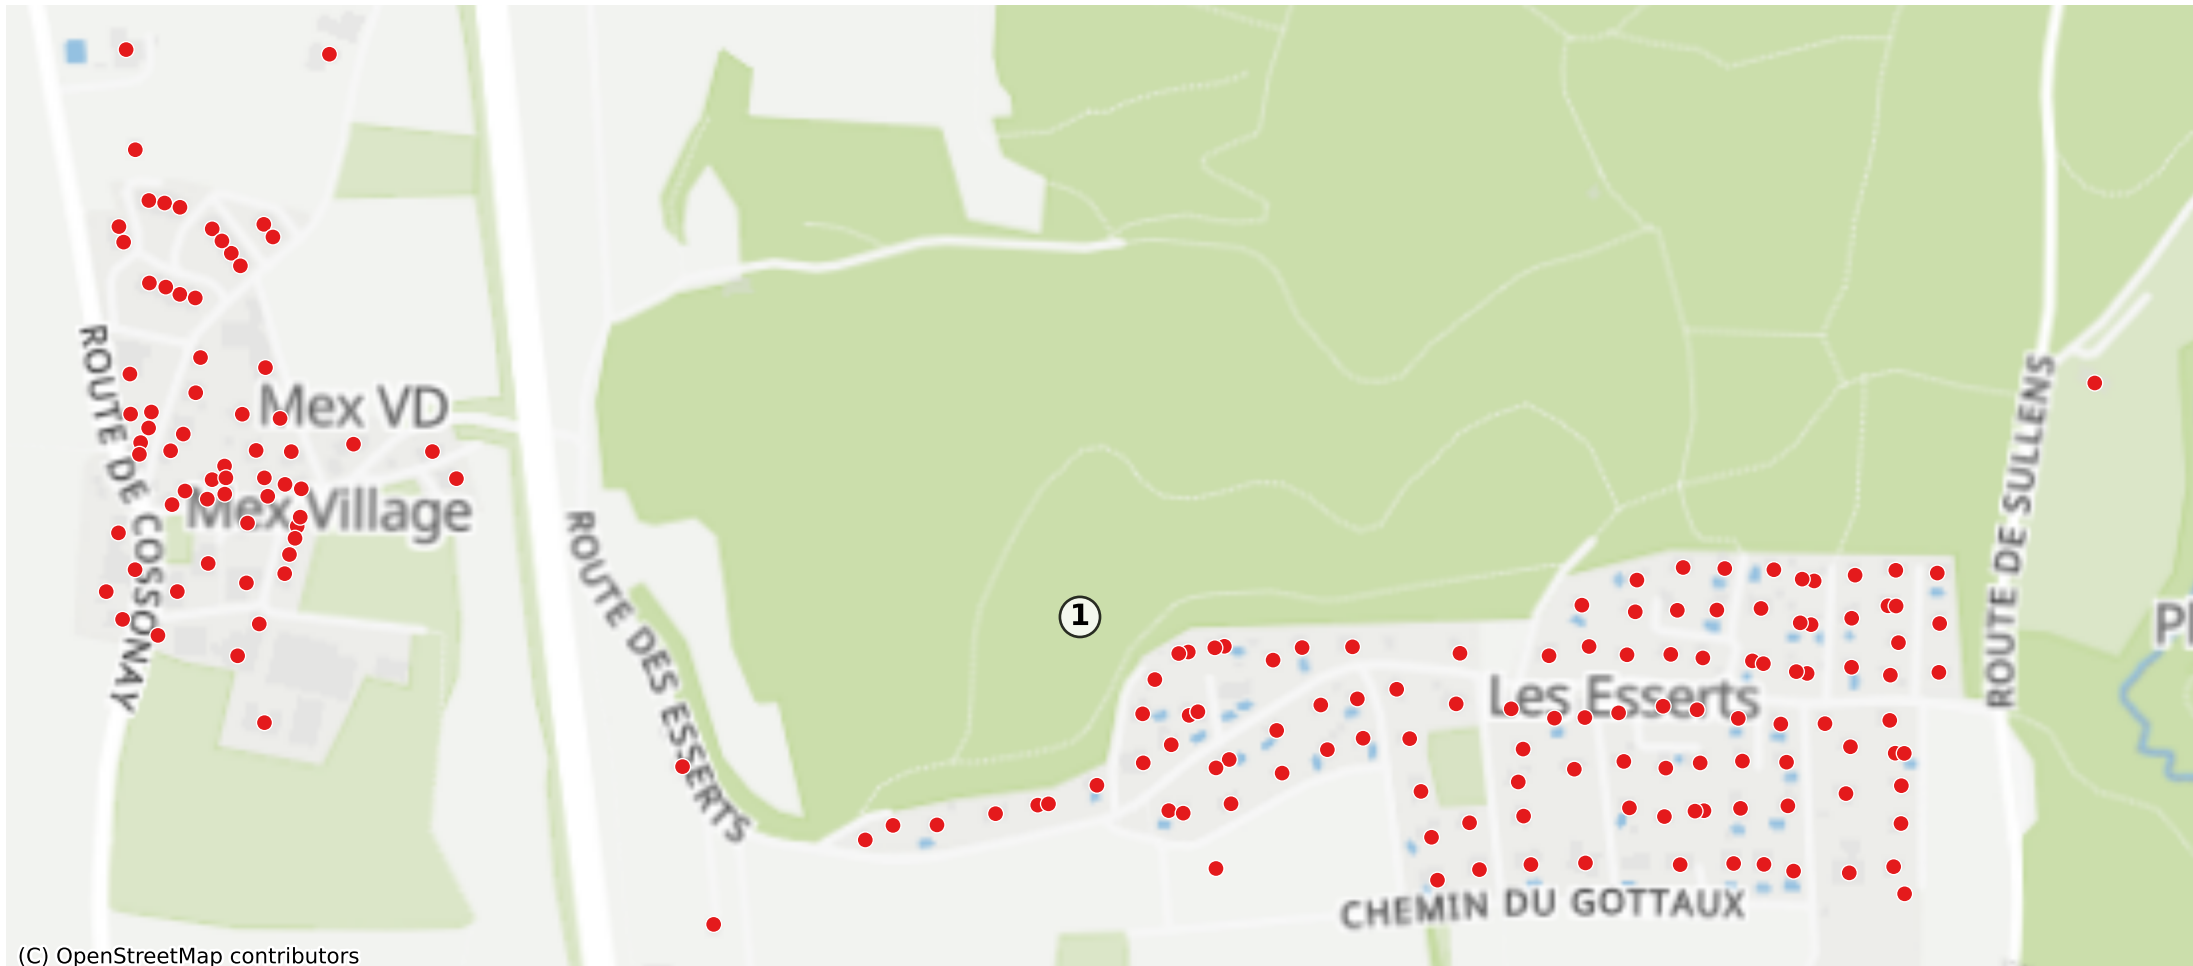 ROUTE DE COSSONAY
Mex VD
Mex Village
ROUTE DES ESSERTS
1
Les Esserts
CHEMIN DU GOTTAUX
ROUTE DE SULLENS
(C) OpenStreetMap contributors